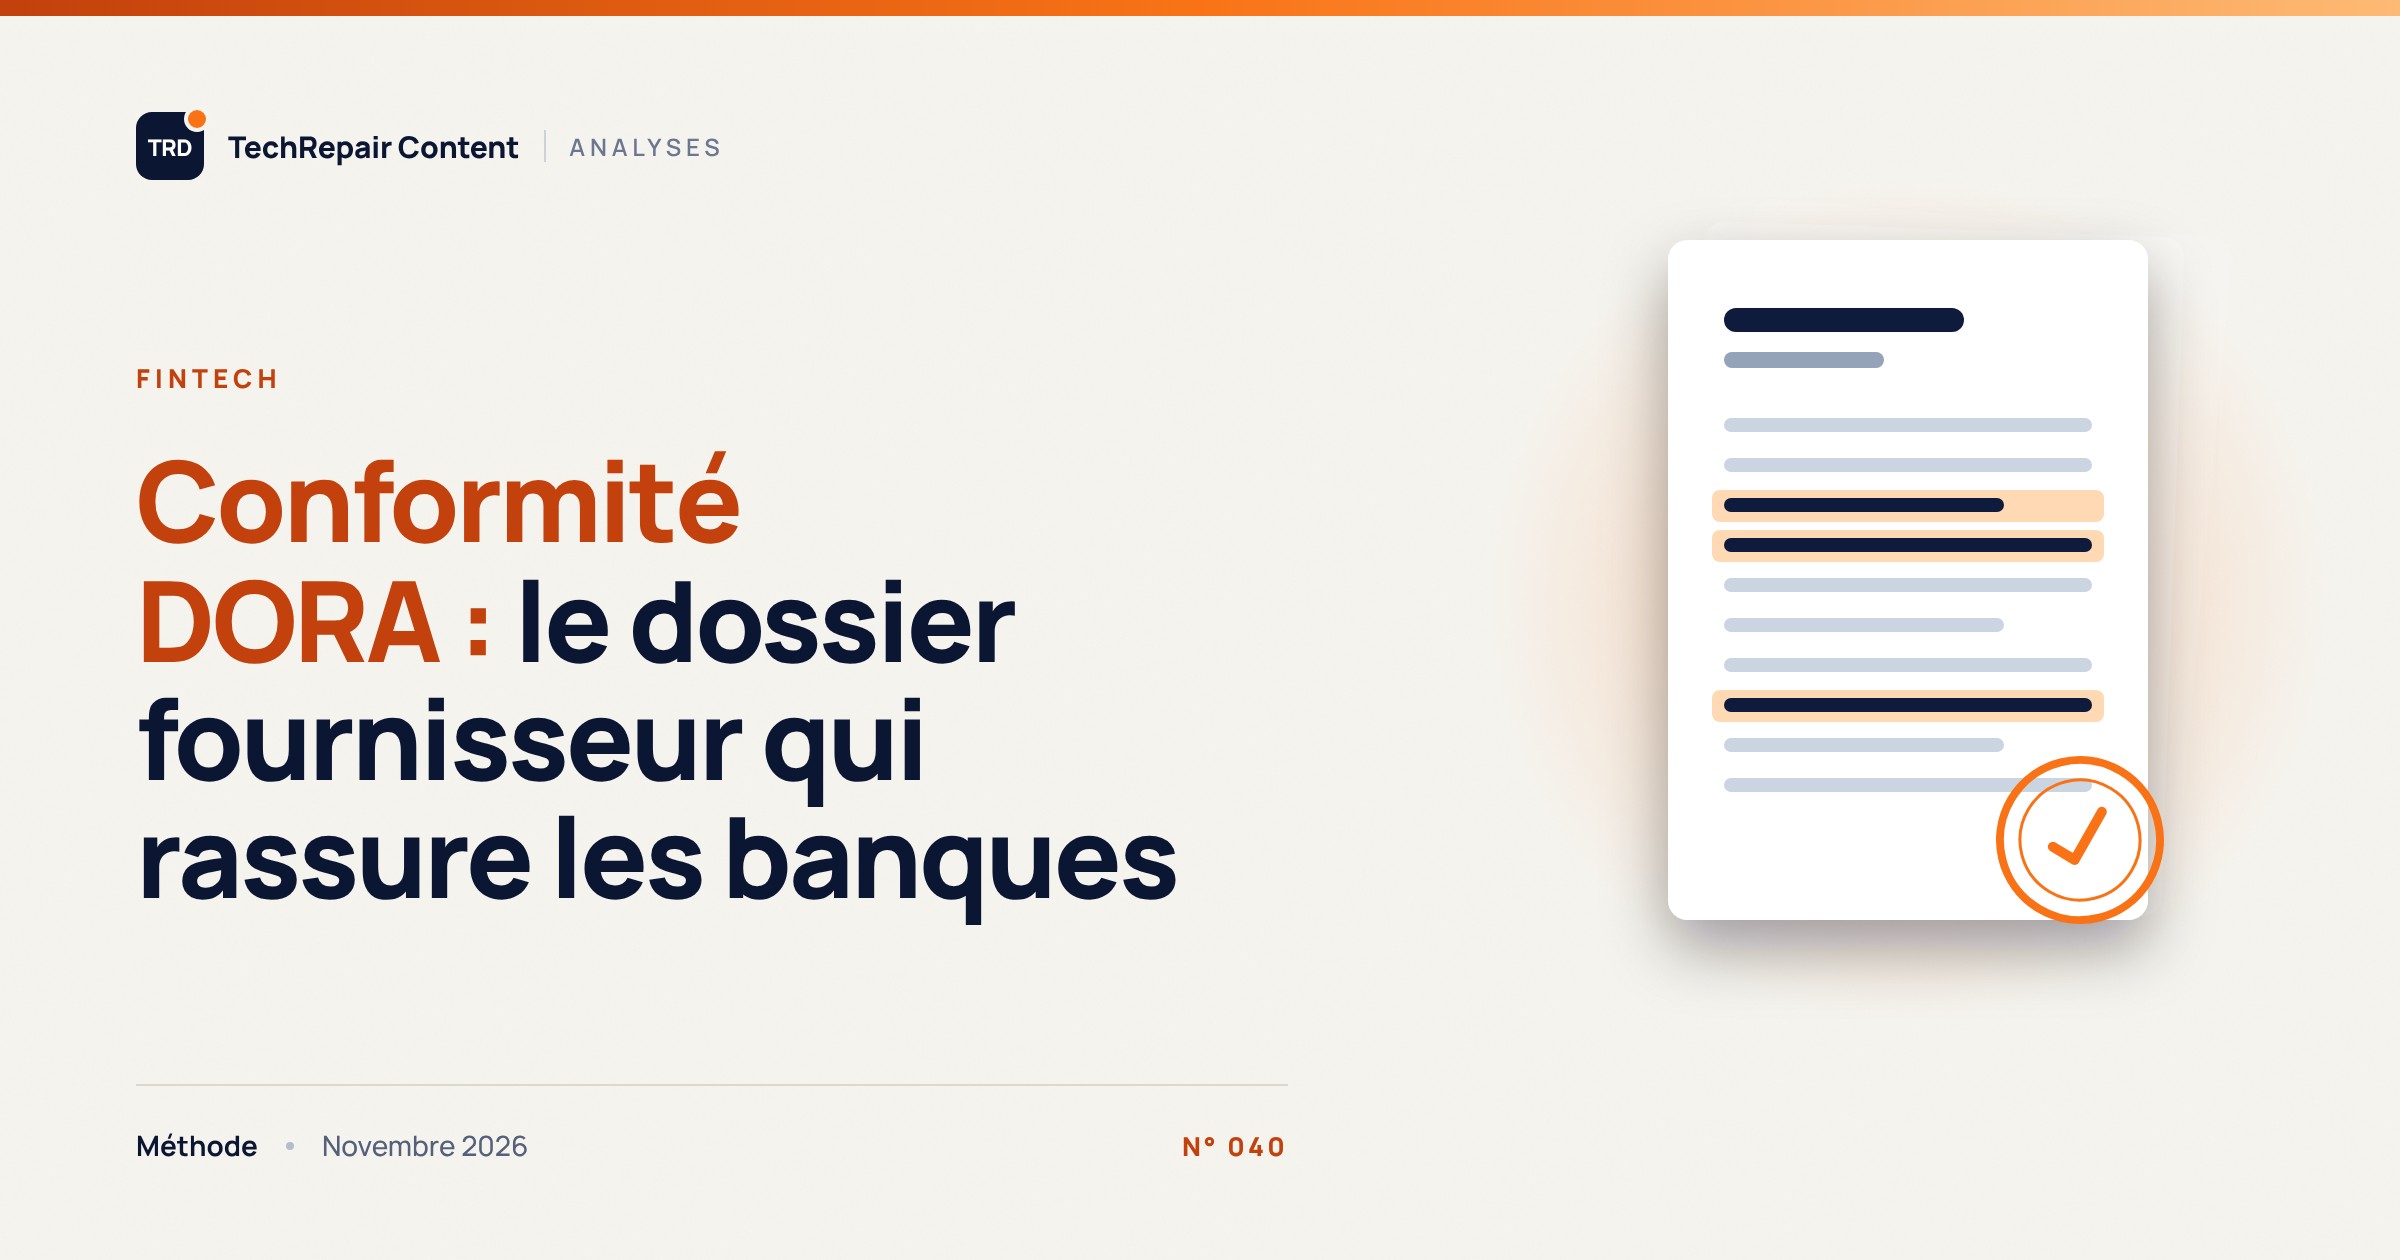 TRD
TechRepair Content | ANALYSES
FINTECH
Conformité
DORA : le dossier
fournisseur qui
rassure les banques
Méthode • Novembre 2026
N° 040